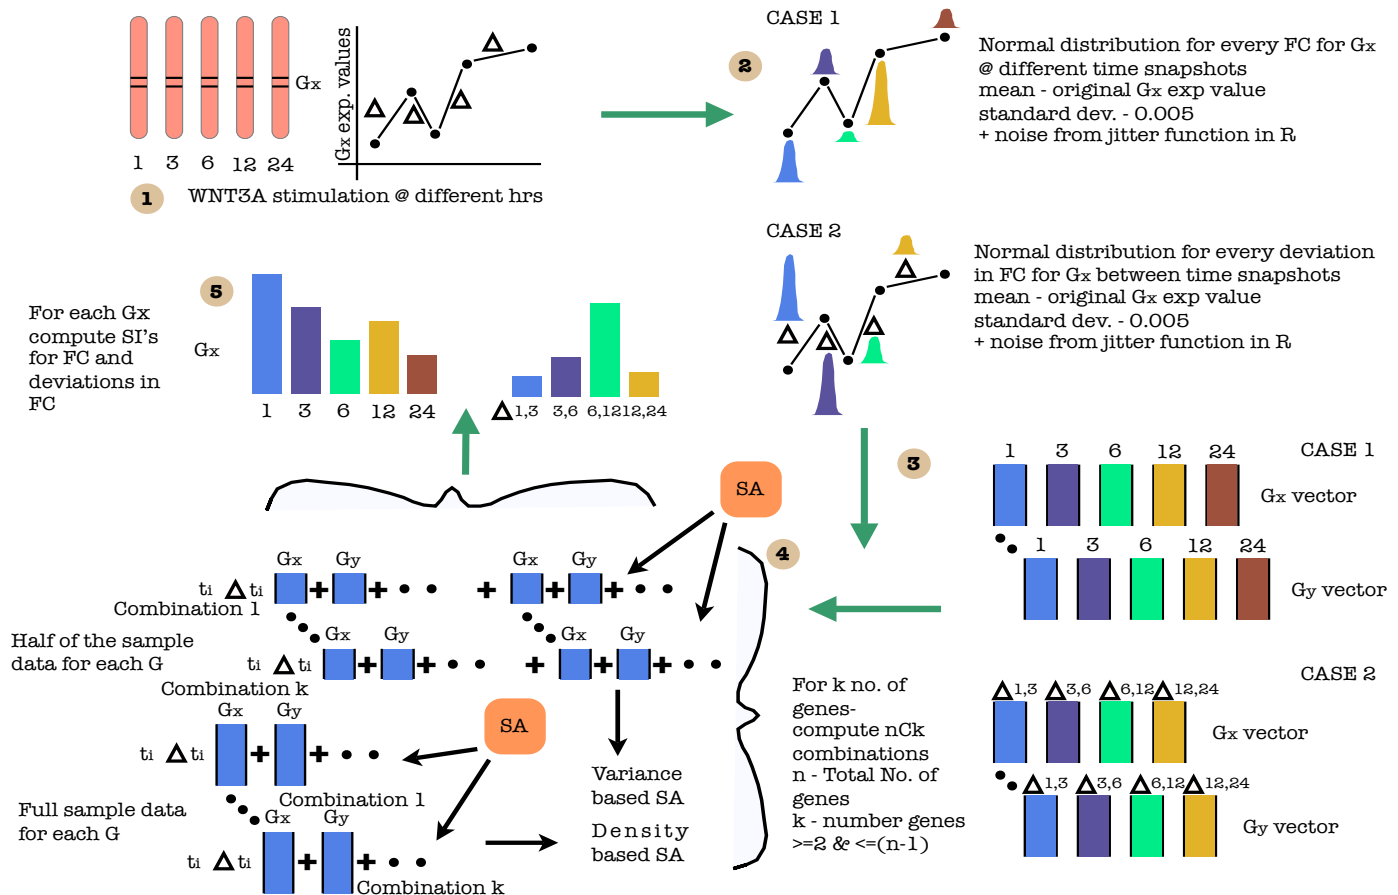 Gx
1 3 6 12 24
1
WNT3A stimulation @ different hrs
Gx exp. values
2
CASE 1
Normal distribution for every FC for Gx
@ different time snapshots
mean - original Gx exp value
standard dev. - 0.005
+ noise from jitter function in R
CASE 2
Normal distribution for every deviation
in FC for Gx between time snapshots
mean - original Gx exp value
standard dev. - 0.005
+ noise from jitter function in R
5
For each Gx
compute SI's
for FC and
deviations in
FC
Gx
1 3 6 12 24
Δ 1,3 3,6 6,12 12,24
3
1 3 6 12 24
CASE 1
Gx vector
1 3 6 12 24
Gy vector
CASE 2
Δ1,3 Δ3,6 Δ6,12 Δ12,24
Gx vector
Δ1,3 Δ3,6 Δ6,12 Δ12,24
Gy vector
4
SA
Gx Gy Gx Gy
ti Δ ti + + + + +
Combination 1
Half of the sample
data for each G
Gx Gy Gx Gy
ti Δ ti + + + + +
Combination k
SA
Gx Gy
ti Δ ti + +
Combination 1
Full sample data
for each G
Gx Gy
ti Δ ti + +
Combination k
Variance
based SA
Density
based SA
For k no. of
genes-
compute nCk
combinations
n - Total No. of
genes
k - number genes
>=2 & <=(n-1)